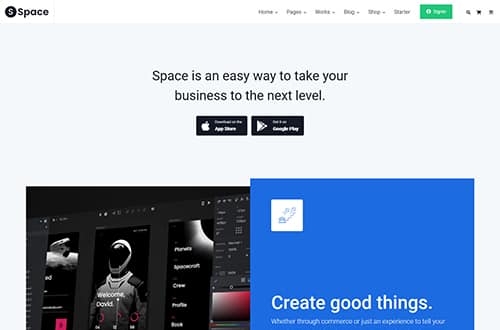 S Space
Home Pages Works Blog Shop Starter Sign in
Space is an easy way to take your
business to the next level.
Download on the
App Store
Get it on
Google Play
Welcome,
David.
Planets
Spacecraft
Crew
Profile
Book
Create good things.
Whether through commerce or just an experience to tell your